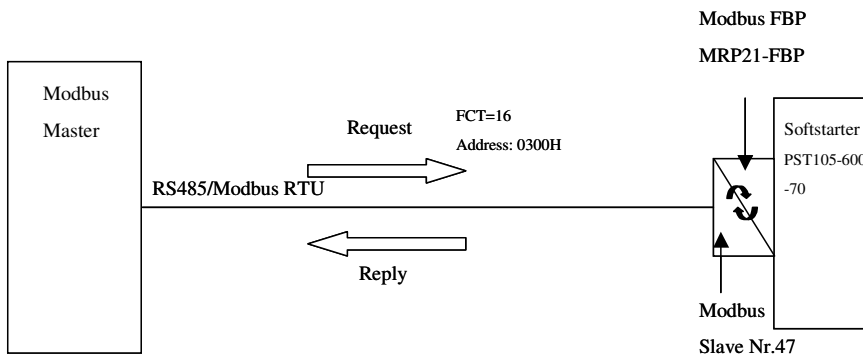 Modbus FBP
MRP21-FBP
Modbus
Master
Request
FCT=16
Address: 0300H
Softstarter
PST105-600
-70
RS485/Modbus RTU
Reply
Modbus
Slave Nr.47